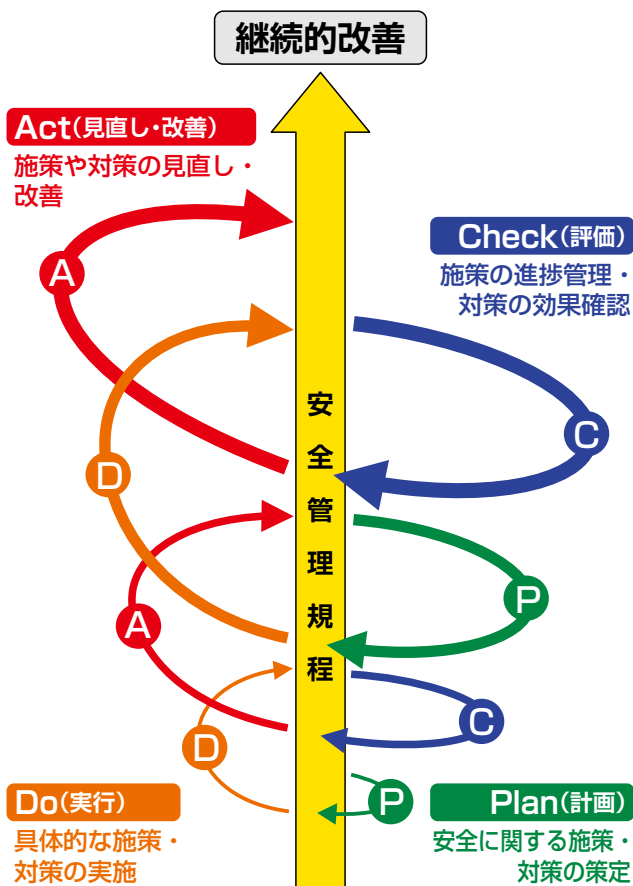 継続的改善
Act(見直し・改善)
施策や対策の見直し・
改善
Check(評価)
施策の進捗管理・
対策の効果確認
A
C
D
安全管理規程
P
A
C
D
P
Do(実行)
具体的な施策・
対策の実施
Plan(計画)
安全に関する施策・
対策の策定